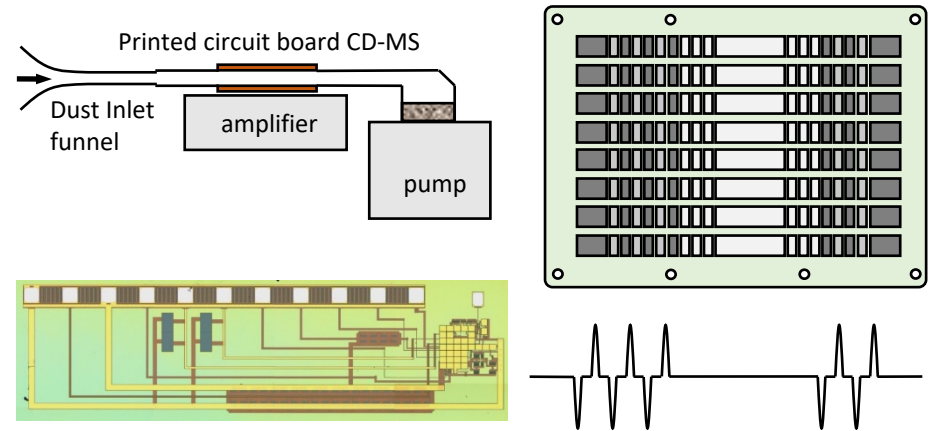 Printed circuit board CD-MS
Dust Inlet
funnel
amplifier
pump